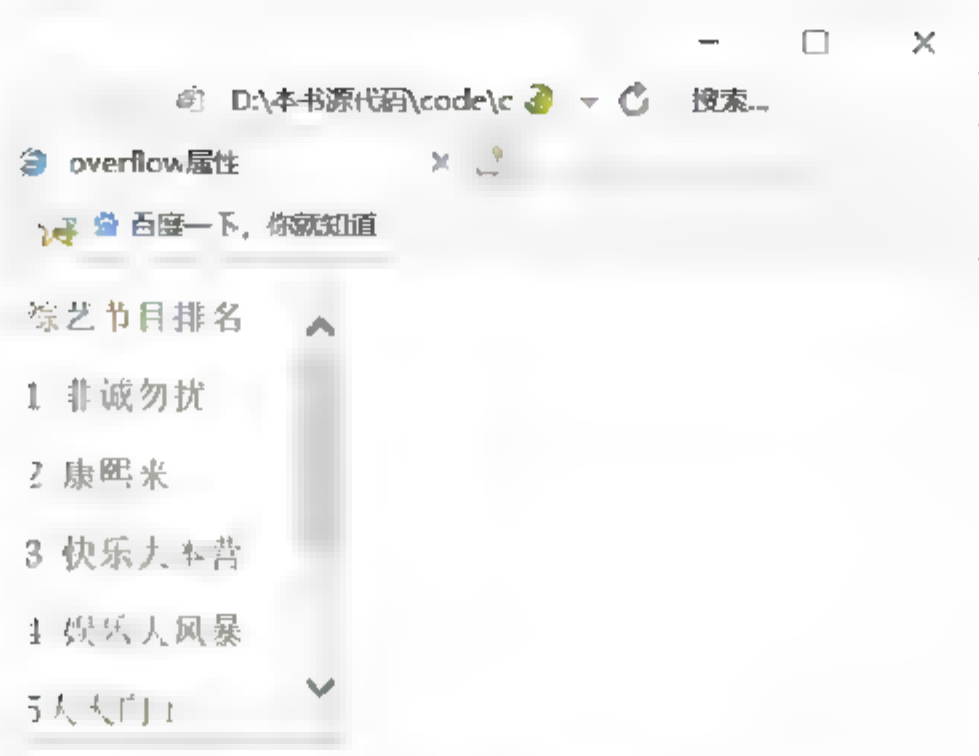 D:\本书源代码\code\c 搜索...
overflow属性
百度一下，你就知道
综艺节目排名
1 非诚勿扰
2 康熙来
3 快乐大本营
4 娱乐人风暴
5